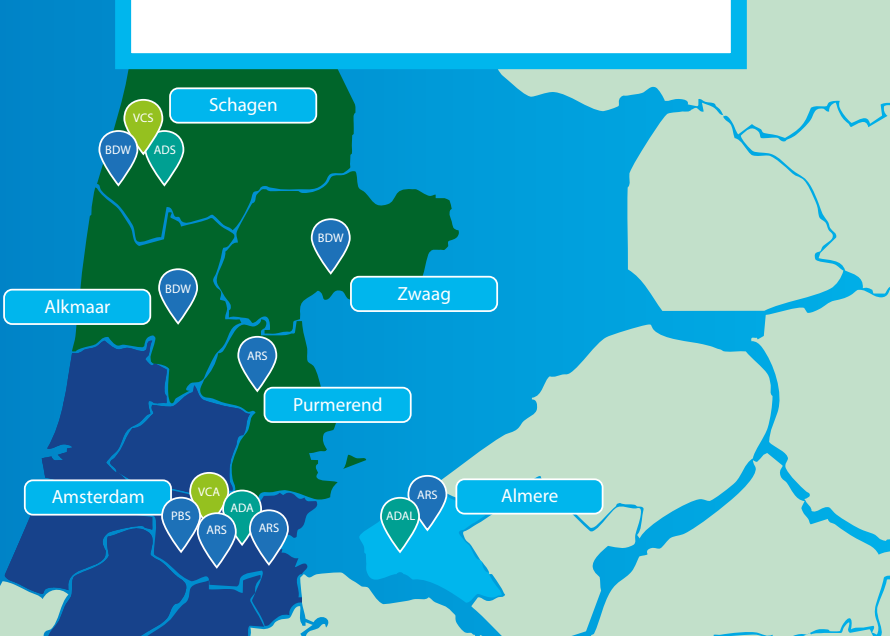 Schagen
VCS
BDW
ADS
BDW
Zwaag
BDW
Alkmaar
ARS
Purmerend
Amsterdam
VCA
ADA
PBS
ARS
ARS
ARS
Almere
ADAL